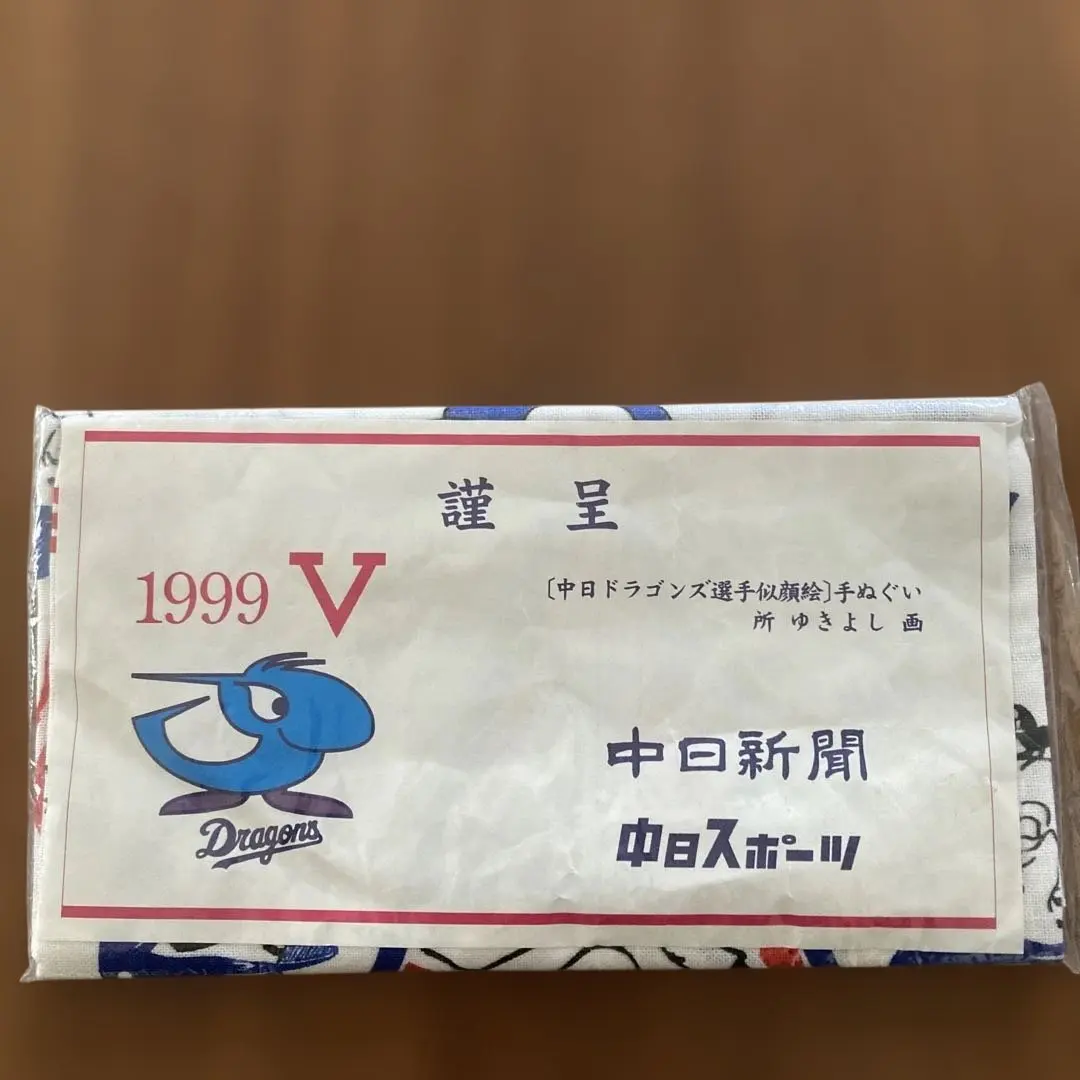 謹 呈
1999 V
〔中日ドラゴンズ選手似顔絵〕手ぬぐい
所 ゆきよし 画
中日新聞
中日スポーツ
Dragons